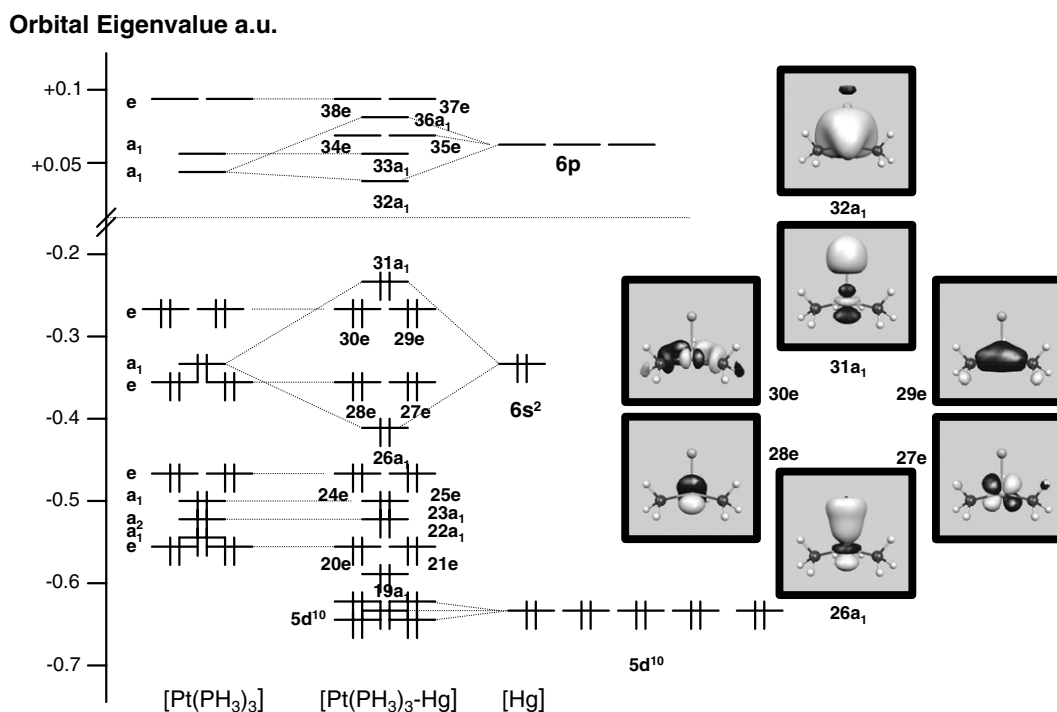 Orbital Eigenvalue a.u.
+0.1
e
38e
37e
36a₁
a₁
34e
35e
+0.05
a₁
33a₁
6p
32a₁
32a₁
-0.2
31a₁
e
30e
29e
-0.3
a₁
e
31a₁
28e
27e
6s²
30e
29e
-0.4
26a₁
28e
27e
e
24e
25e
-0.5
a₁
23a₁
a₂
22a₁
a₁
e
20e
21e
-0.6
19a₁
26a₁
5d¹⁰
5d¹⁰
-0.7
[Pt(PH₃)₃]
[Pt(PH₃)₃-Hg]
[Hg]